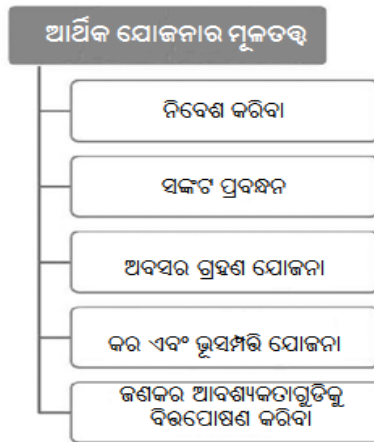 ଆର୍ଥିକ ଯୋଜନାର ମୂଳତତ୍ତ୍ୱ
ନିବେଶ କରିବା
ସଙ୍କଟ ପ୍ରବନ୍ଧନ
ଅବସର ଗ୍ରହଣ ଯୋଜନା
କର ଏବଂ ଭୂସମ୍ପତ୍ତି ଯୋଜନା
ଜଣକର ଆବଶ୍ୟକତାଗୁଡିକୁ
ବିତ୍ତପୋଷଣ କରିବା